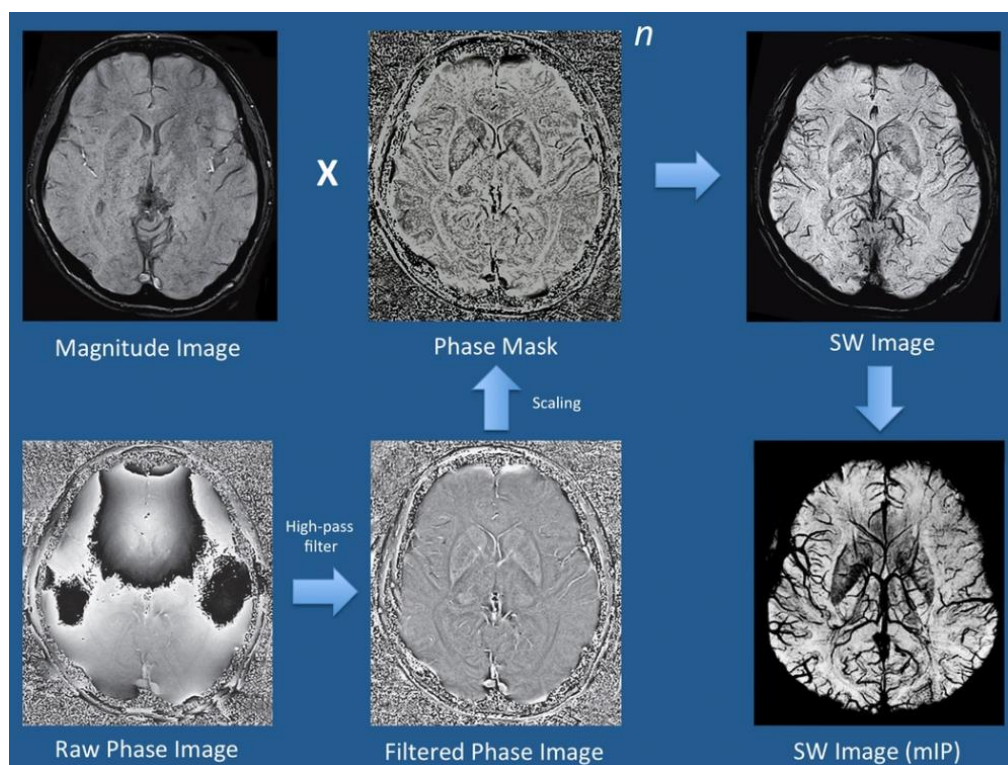 n
X
Magnitude Image
Phase Mask
SW Image
Scaling
High-pass
filter
Raw Phase Image
Filtered Phase Image
SW Image (mIP)